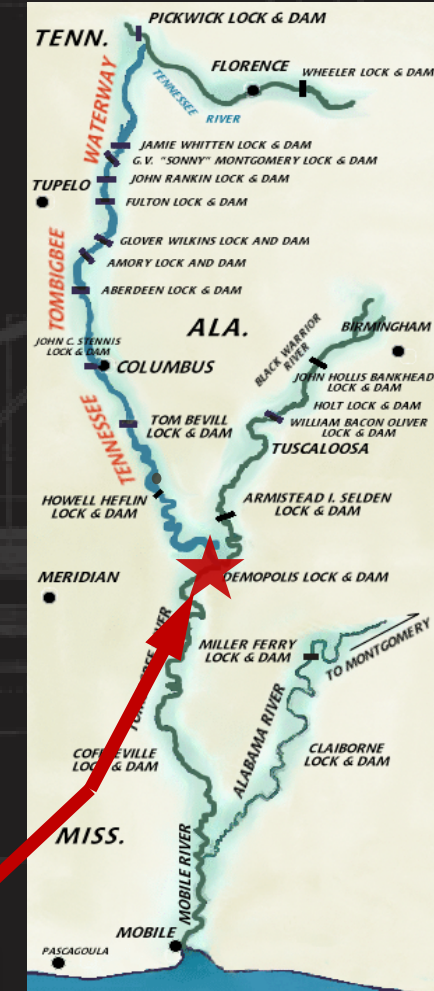 PICKWICK LOCK & DAM
TENN.
FLORENCE
WHEELER LOCK & DAM
TENNESSEE
RIVER
WATERWAY
JAMIE WHITTEN LOCK & DAM
G.V. "SONNY" MONTGOMERY LOCK & DAM
JOHN RANKIN LOCK & DAM
TUPELO
FULTON LOCK & DAM
GLOVER WILKINS LOCK AND DAM
AMORY LOCK AND DAM
TOMBIGBEE
ABERDEEN LOCK & DAM
ALA.
BIRMINGHAM
JOHN C. STENNIS
LOCK & DAM
BLACK WARRIOR
RIVER
COLUMBUS
JOHN HOLLIS BANKHEAD
LOCK & DAM
HOLT LOCK & DAM
WILLIAM BACON OLIVER
LOCK & DAM
TENNESSEE
TOM BEVILL
LOCK & DAM
TUSCALOOSA
HOWELL HEFLIN
LOCK & DAM
ARMISTEAD I. SELDEN
LOCK & DAM
MERIDIAN
DEMOPOLIS LOCK & DAM
RIVER
MILLER FERRY
LOCK & DAM
TO MONTGOMERY
ALABAMA RIVER
LOCK & DAM
CLAIBORNE
LOCK & DAM
MISS.
MOBILE RIVER
MOBILE
PASCAGOULA